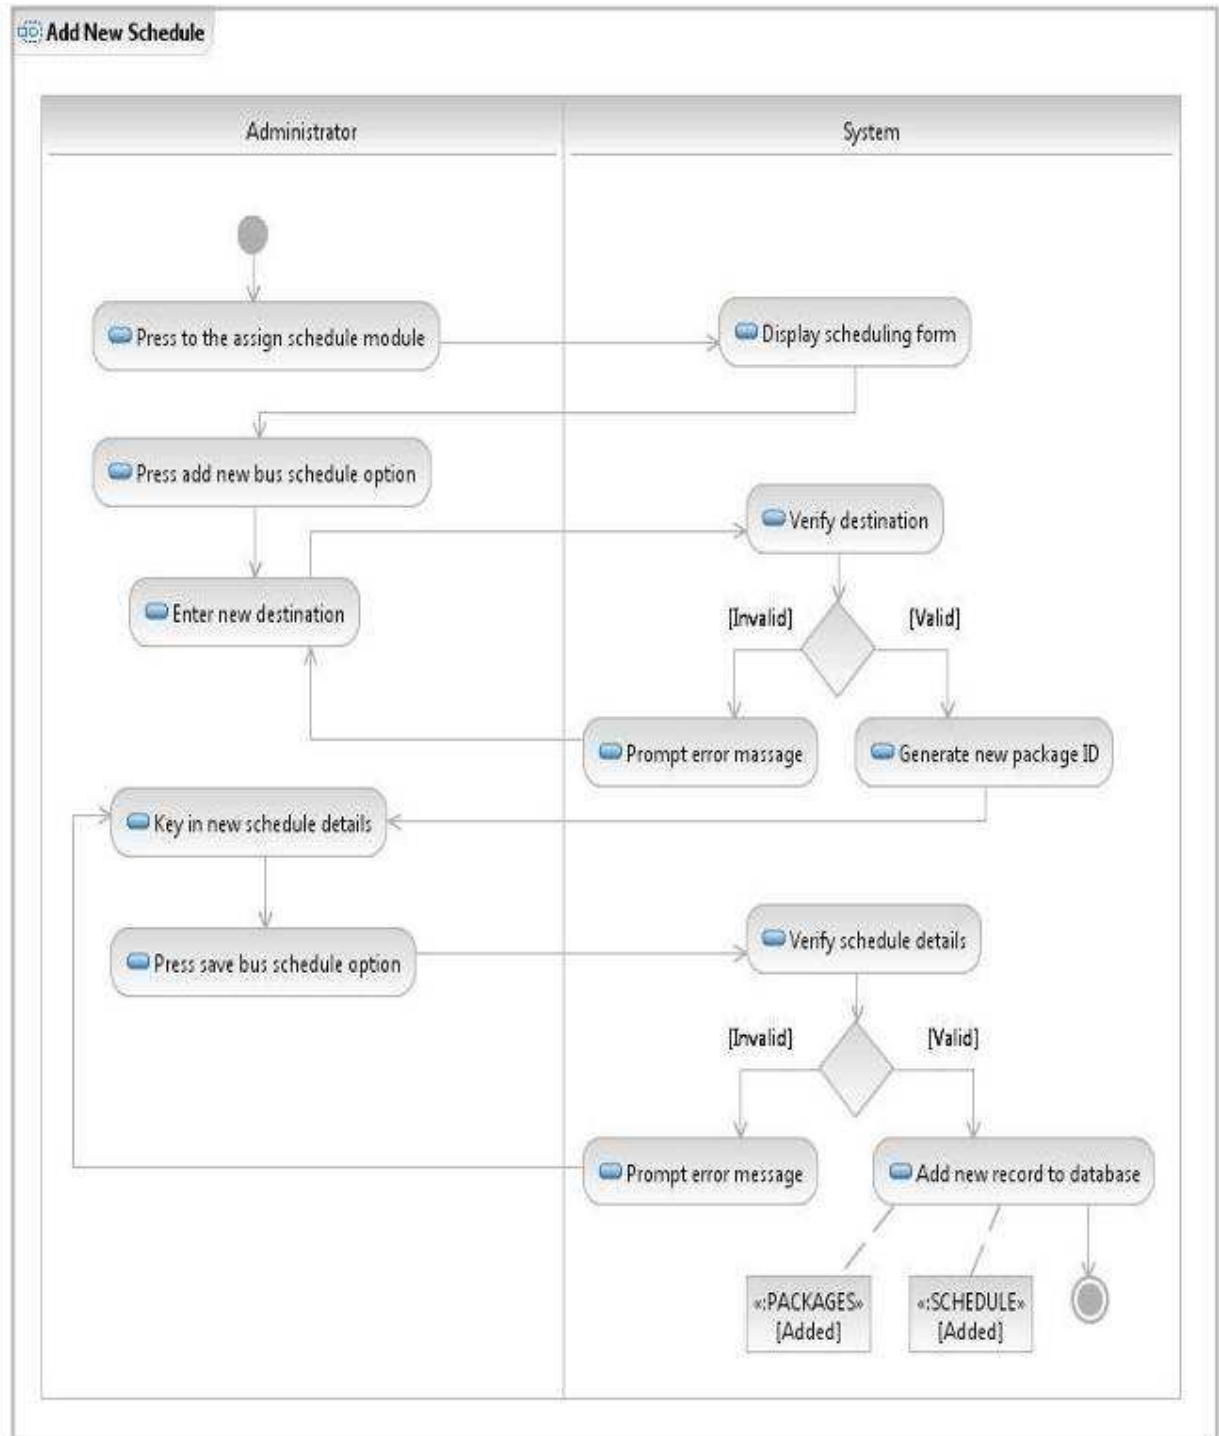 Add New Schedule
Administrator
System
Press to the assign schedule module
Display scheduling form
Press add new bus schedule option
Verify destination
Enter new destination
[Invalid]
[Valid]
Prompt error massage
Generate new package ID
Key in new schedule details
Verify schedule details
Press save bus schedule option
[Invalid]
[Valid]
Prompt error message
Add new record to database
«:PACKAGES»
[Added]
«:SCHEDULE»
[Added]